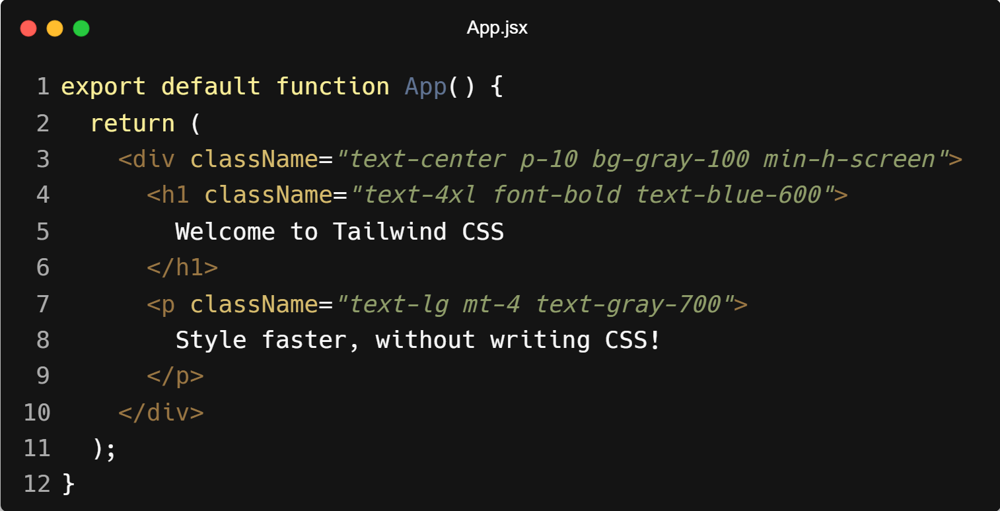 App.jsx
1 export default function App() {
2   return (
3     <div className="text-center p-10 bg-gray-100 min-h-screen">
4       <h1 className="text-4xl font-bold text-blue-600">
5         Welcome to Tailwind CSS
6       </h1>
7       <p className="text-lg mt-4 text-gray-700">
8         Style faster, without writing CSS!
9       </p>
10     </div>
11   );
12 }